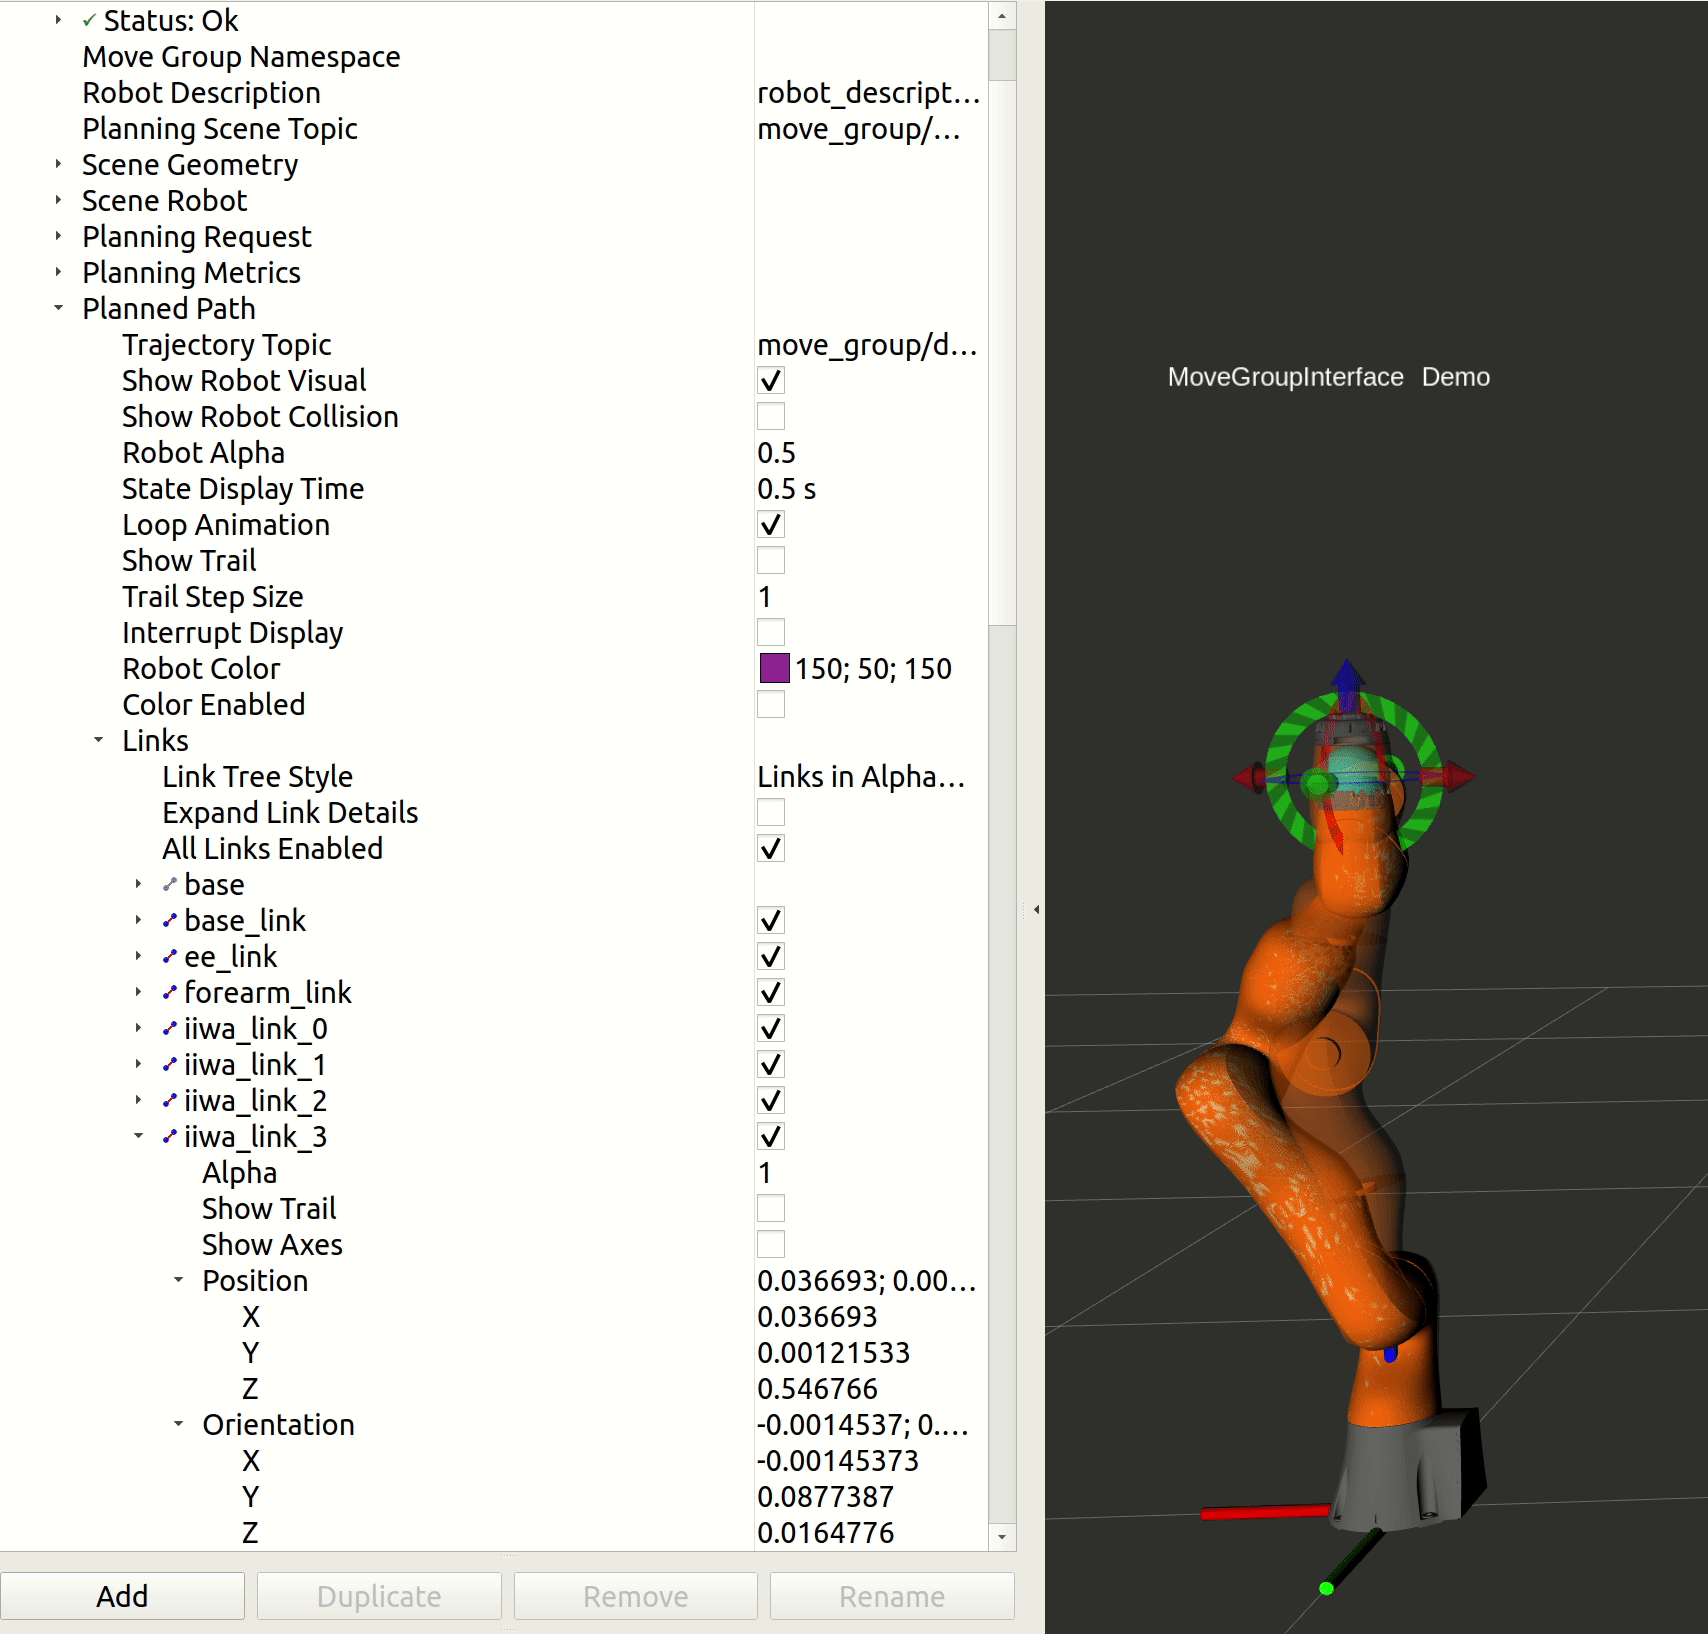 ✓ Status: Ok
Move Group Namespace
Robot Description robot_descript…
Planning Scene Topic move_group/…
Scene Geometry
Scene Robot
Planning Request
Planning Metrics
Planned Path
Trajectory Topic move_group/d…
Show Robot Visual
Show Robot Collision
Robot Alpha 0.5
State Display Time 0.5 s
Loop Animation
Show Trail
Trail Step Size 1
Interrupt Display
Robot Color 150; 50; 150
Color Enabled
Links
Link Tree Style Links in Alpha…
Expand Link Details
All Links Enabled
base
base_link
ee_link
forearm_link
iiwa_link_0
iiwa_link_1
iiwa_link_2
iiwa_link_3
Alpha 1
Show Trail
Show Axes
Position 0.036693; 0.00…
X 0.036693
Y 0.00121533
Z 0.546766
Orientation -0.0014537; 0.…
X -0.00145373
Y 0.0877387
Z 0.0164776
Add Duplicate Remove Rename
MoveGroupInterface Demo